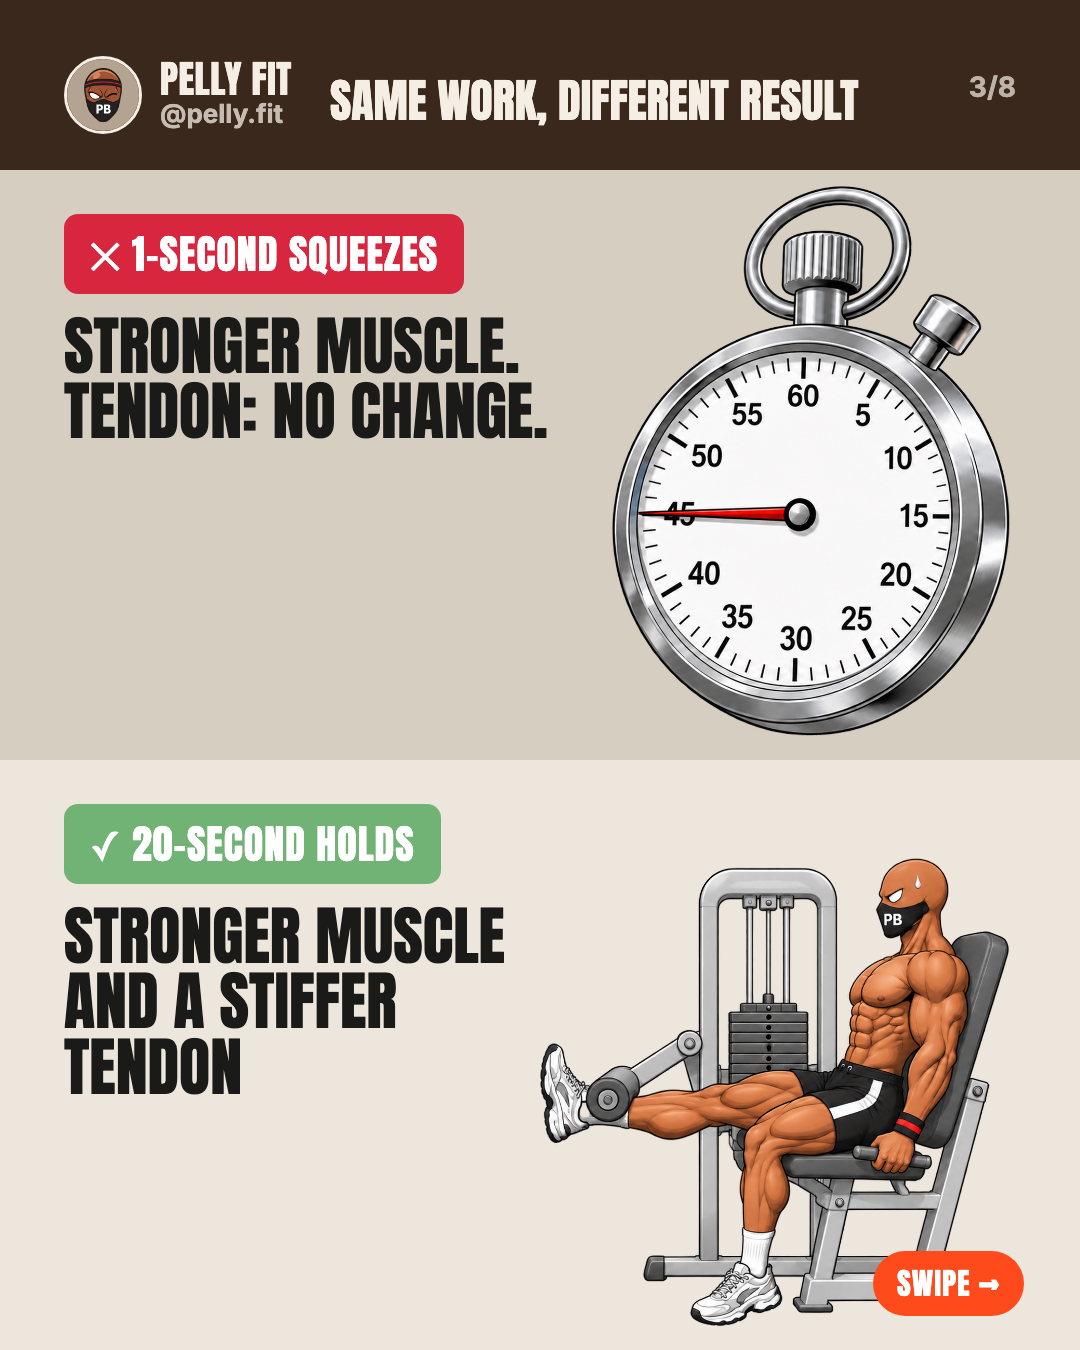 PELLY FIT
@pelly.fit
SAME WORK, DIFFERENT RESULT
3/8
✕ 1-SECOND SQUEEZES
STRONGER MUSCLE.
TENDON: NO CHANGE.
60
5
10
15
20
25
30
35
40
45
50
55
✓ 20-SECOND HOLDS
STRONGER MUSCLE
AND A STIFFER
TENDON
PB
PB
SWIPE →